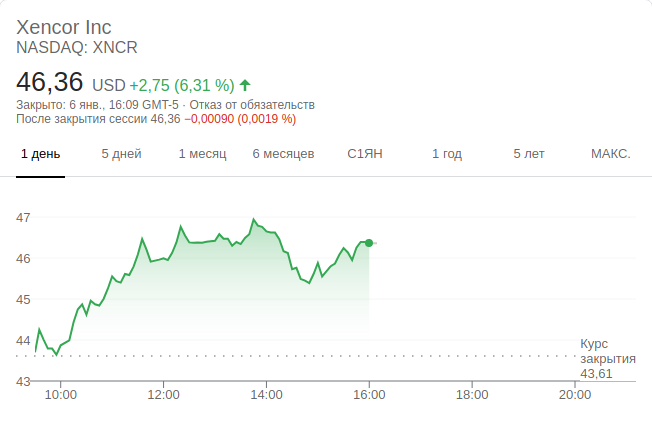 Xencor Inc
NASDAQ: XNCR
46,36 USD +2,75 (6,31 %)
Закрыто: 6 янв., 16:09 GMT-5 · Отказ от обязательств
После закрытия сессии 46,36 −0,00090 (0,0019 %)
1 день 5 дней 1 месяц 6 месяцев С1ЯН 1 год 5 лет МАКС.
47
46
45
44
43
Курс
закрытия
43,61
10:00 12:00 14:00 16:00 18:00 20:00